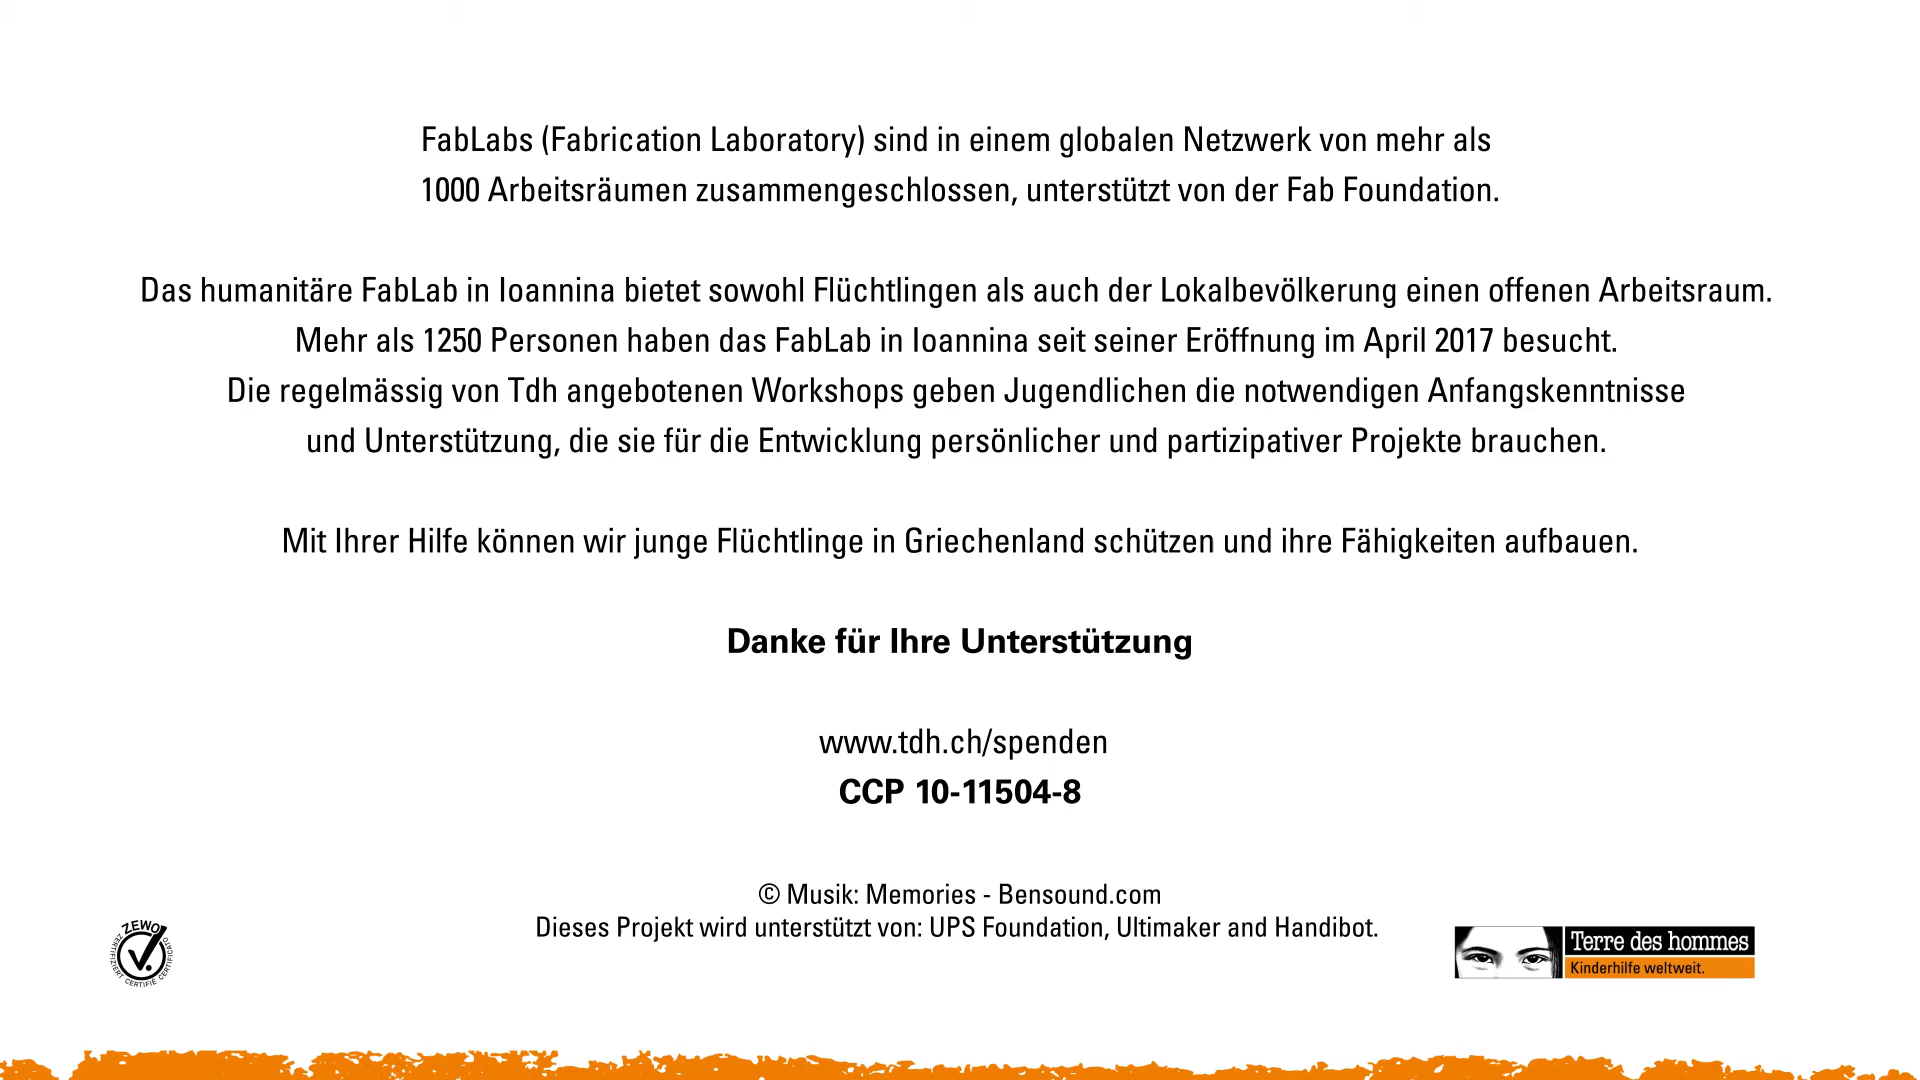 FabLabs (Fabrication Laboratory) sind in einem globalen Netzwerk von mehr als
1000 Arbeitsräumen zusammengeschlossen, unterstützt von der Fab Foundation.
Das humanitäre FabLab in Ioannina bietet sowohl Flüchtlingen als auch der Lokalbevölkerung einen offenen Arbeitsraum.
Mehr als 1250 Personen haben das FabLab in Ioannina seit seiner Eröffnung im April 2017 besucht.
Die regelmässig von Tdh angebotenen Workshops geben Jugendlichen die notwendigen Anfangskenntnisse
und Unterstützung, die sie für die Entwicklung persönlicher und partizipativer Projekte brauchen.
Mit Ihrer Hilfe können wir junge Flüchtlinge in Griechenland schützen und ihre Fähigkeiten aufbauen.
Danke für Ihre Unterstützung
www.tdh.ch/spenden
CCP 10-11504-8
© Musik: Memories - Bensound.com
Dieses Projekt wird unterstützt von: UPS Foundation, Ultimaker and Handibot.
ZEWO
ZERTIFIZIERT CERTIFIÉ CERTIFICATO
Terre des hommes
Kinderhilfe weltweit.